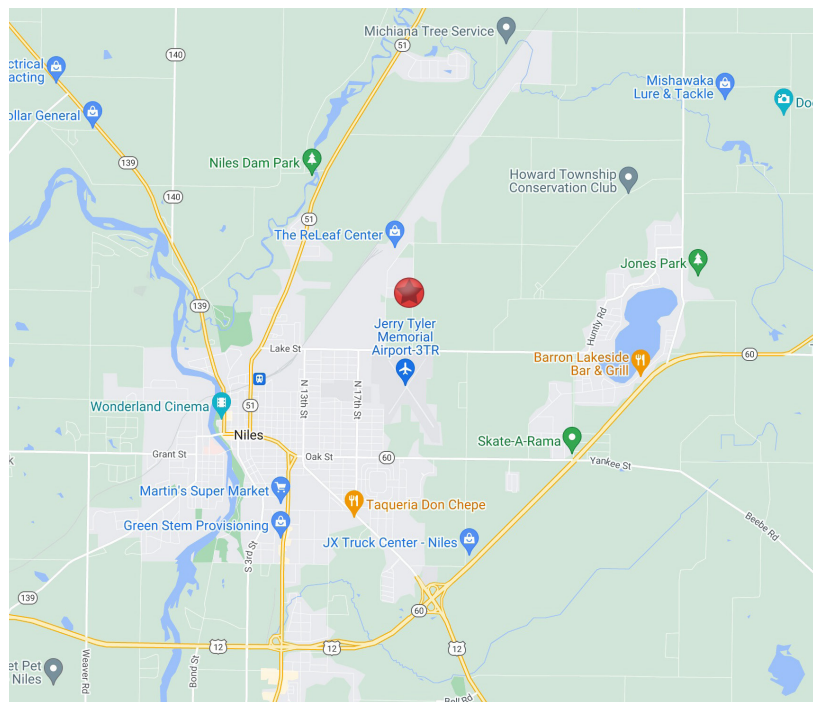 Michiana Tree Service
51
140
ctrical
acting
Mishawaka
Lure & Tackle
Doc
ollar General
139
Niles Dam Park
Howard Township
Conservation Club
140
51
The ReLeaf Center
Jones Park
139
Huntly Rd
Jerry Tyler
Memorial
Airport-3TR
Lake St
60
Barron Lakeside
Bar & Grill
N 13th St
N 17th St
Wonderland Cinema
51
Niles
Skate-A-Rama
Grant St
Oak St
60
Yankee St
Martin's Super Market
Taqueria Don Chepe
Green Stem Provisioning
Beebe Rd
JX Truck Center - Niles
S 3rd St
139
60
12
12
12
et Pet
Niles
Weaver Rd
Bond St
Bell Rd